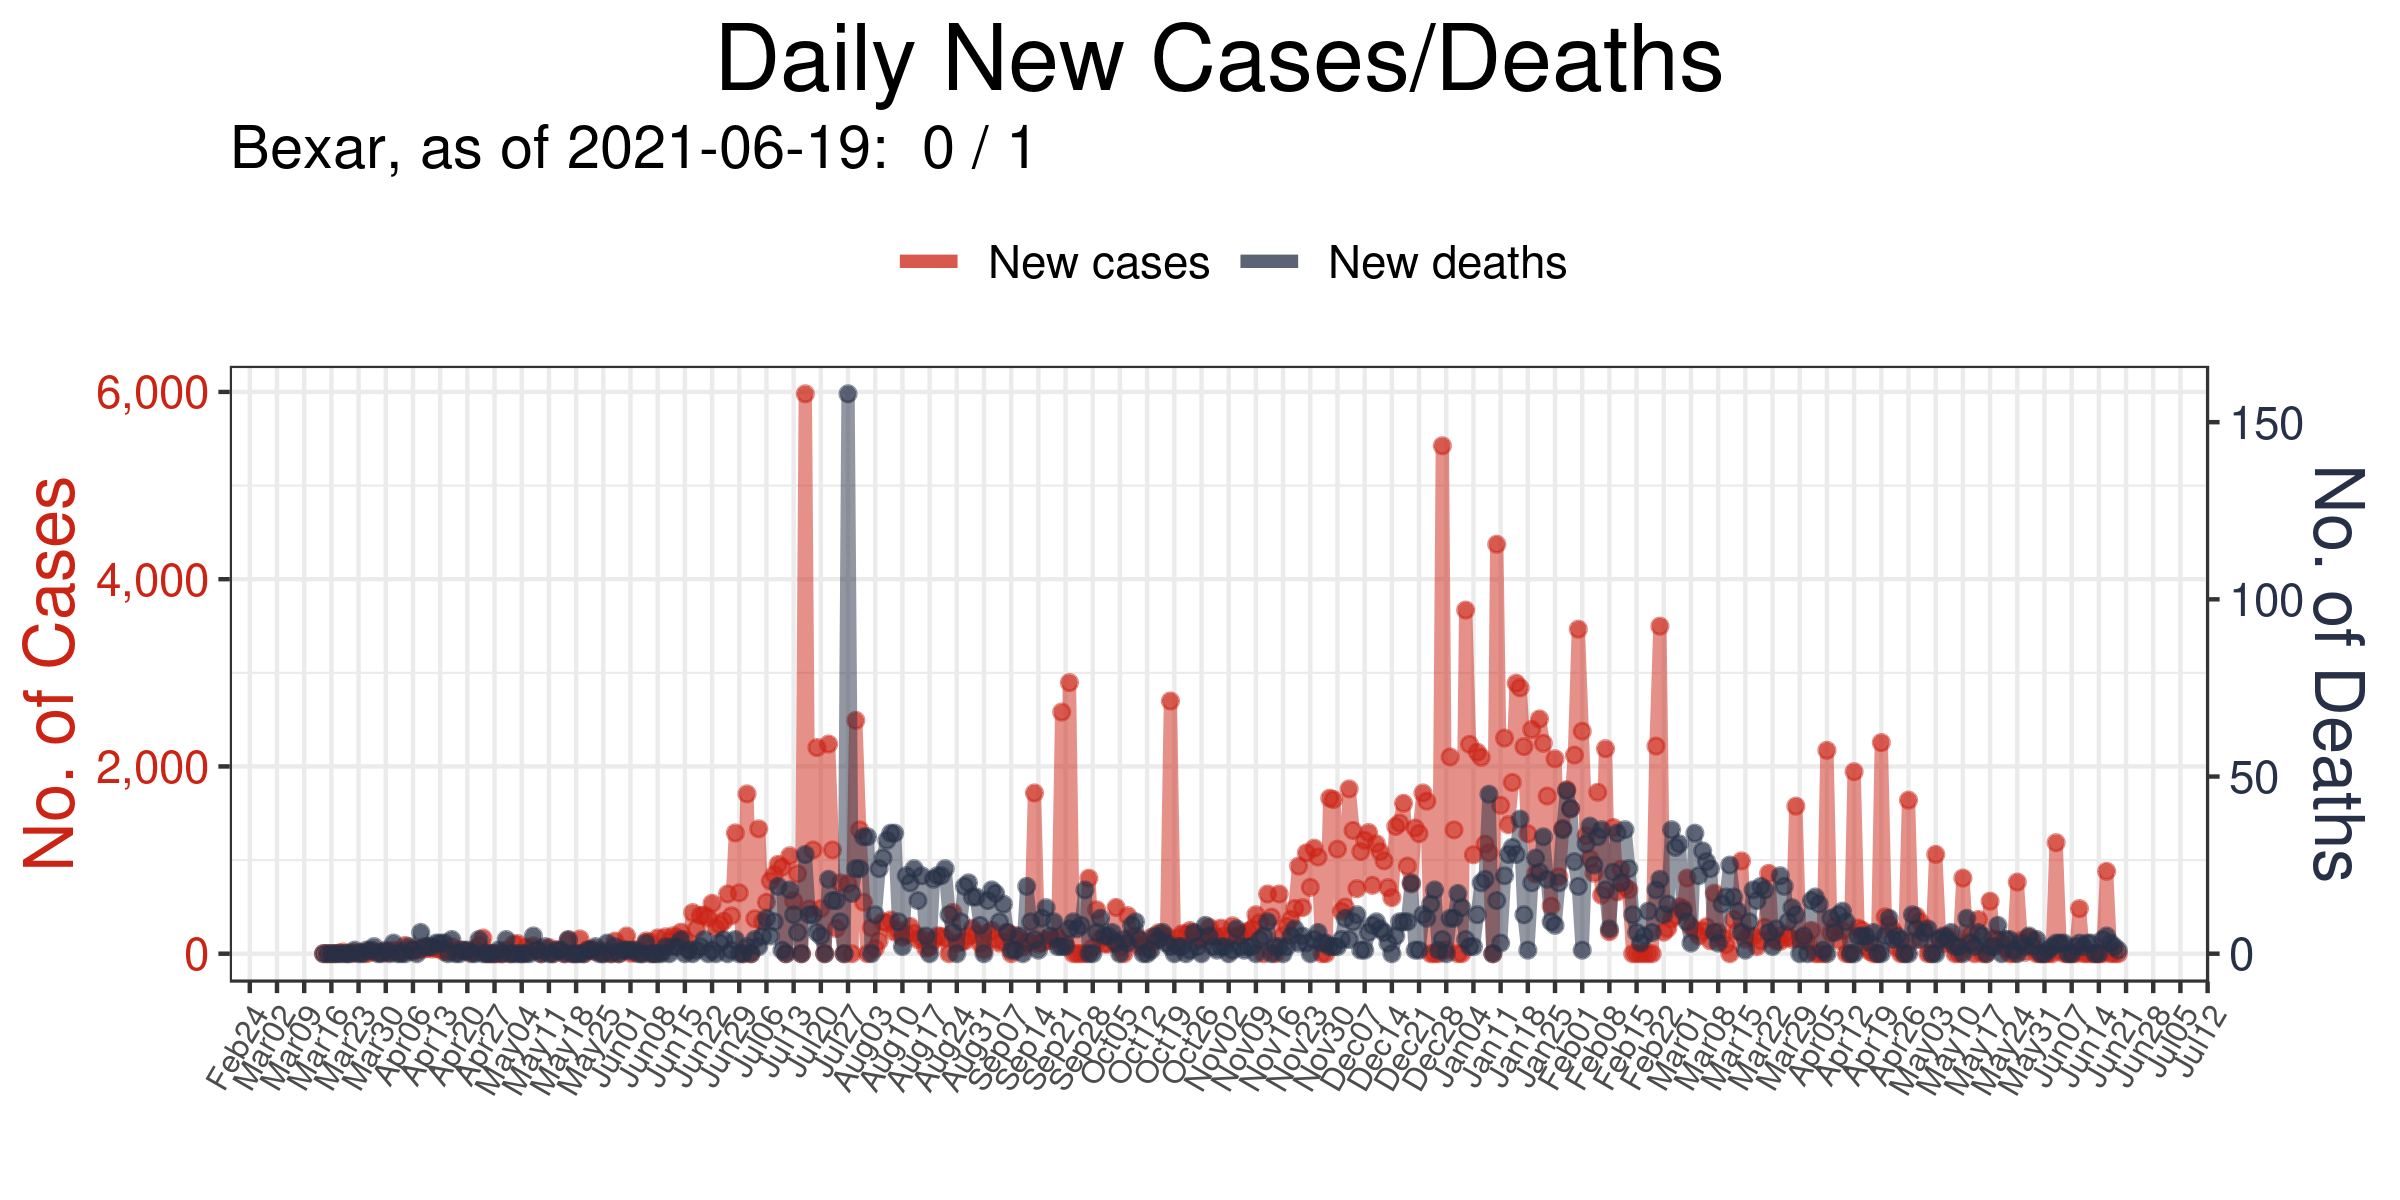 Daily New Cases/Deaths
Bexar, as of 2021-06-19:  0 / 1
New cases
New deaths
No. of Cases
6,000
4,000
2,000
0
150
100
50
0
No. of Deaths
Feb24
Mar02
Mar09
Mar16
Mar23
Mar30
Apr06
Apr13
Apr20
Apr27
May04
May11
May18
May25
Jun01
Jun08
Jun15
Jun22
Jun29
Jul06
Jul13
Jul20
Jul27
Aug03
Aug10
Aug17
Aug24
Aug31
Sep07
Sep14
Sep21
Sep28
Oct05
Oct12
Oct19
Oct26
Nov02
Nov09
Nov16
Nov23
Nov30
Dec07
Dec14
Dec21
Dec28
Jan04
Jan11
Jan18
Jan25
Feb01
Feb08
Feb15
Feb22
Mar01
Mar08
Mar15
Mar22
Mar29
Apr05
Apr12
Apr19
Apr26
May03
May10
May17
May24
May31
Jun07
Jun14
Jun21
Jun28
Jul05
Jul12